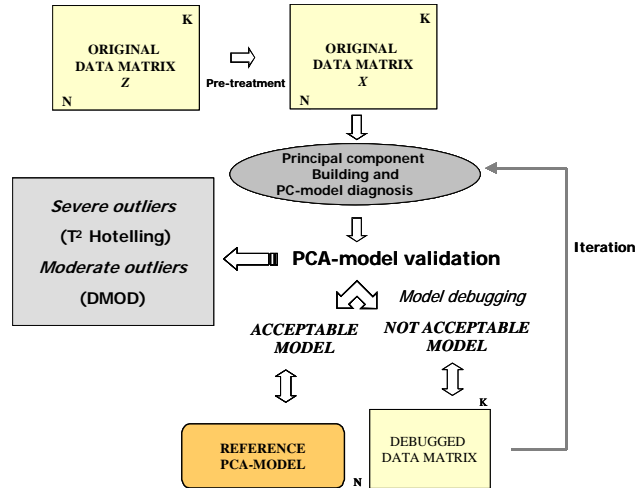 K
ORIGINAL
DATA MATRIX
Z
N
Pre-treatment
K
ORIGINAL
DATA MATRIX
X
N
Principal component
Building and
PC-model diagnosis
Severe outliers
(T² Hotelling)
Moderate outliers
(DMOD)
PCA-model validation
Iteration
Model debugging
ACCEPTABLE
MODEL
NOT ACCEPTABLE
MODEL
REFERENCE
PCA-MODEL
K
DEBUGGED
DATA MATRIX
N